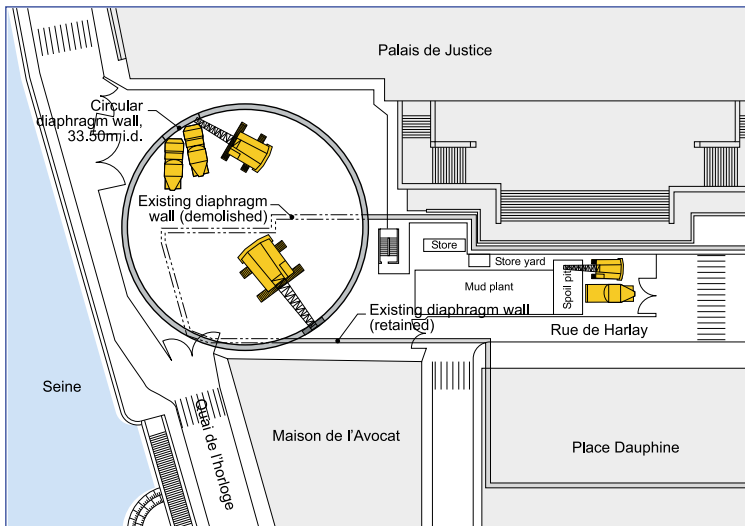 Palais de Justice
Circular
diaphragm wall,
33.50m i.d.
Existing diaphragm
wall (demolished)
Store
Store yard
Spoil pit
Mud plant
Existing diaphragm wall
(retained)
Rue de Harlay
Seine
Quai de l'horloge
Maison de l'Avocat
Place Dauphine